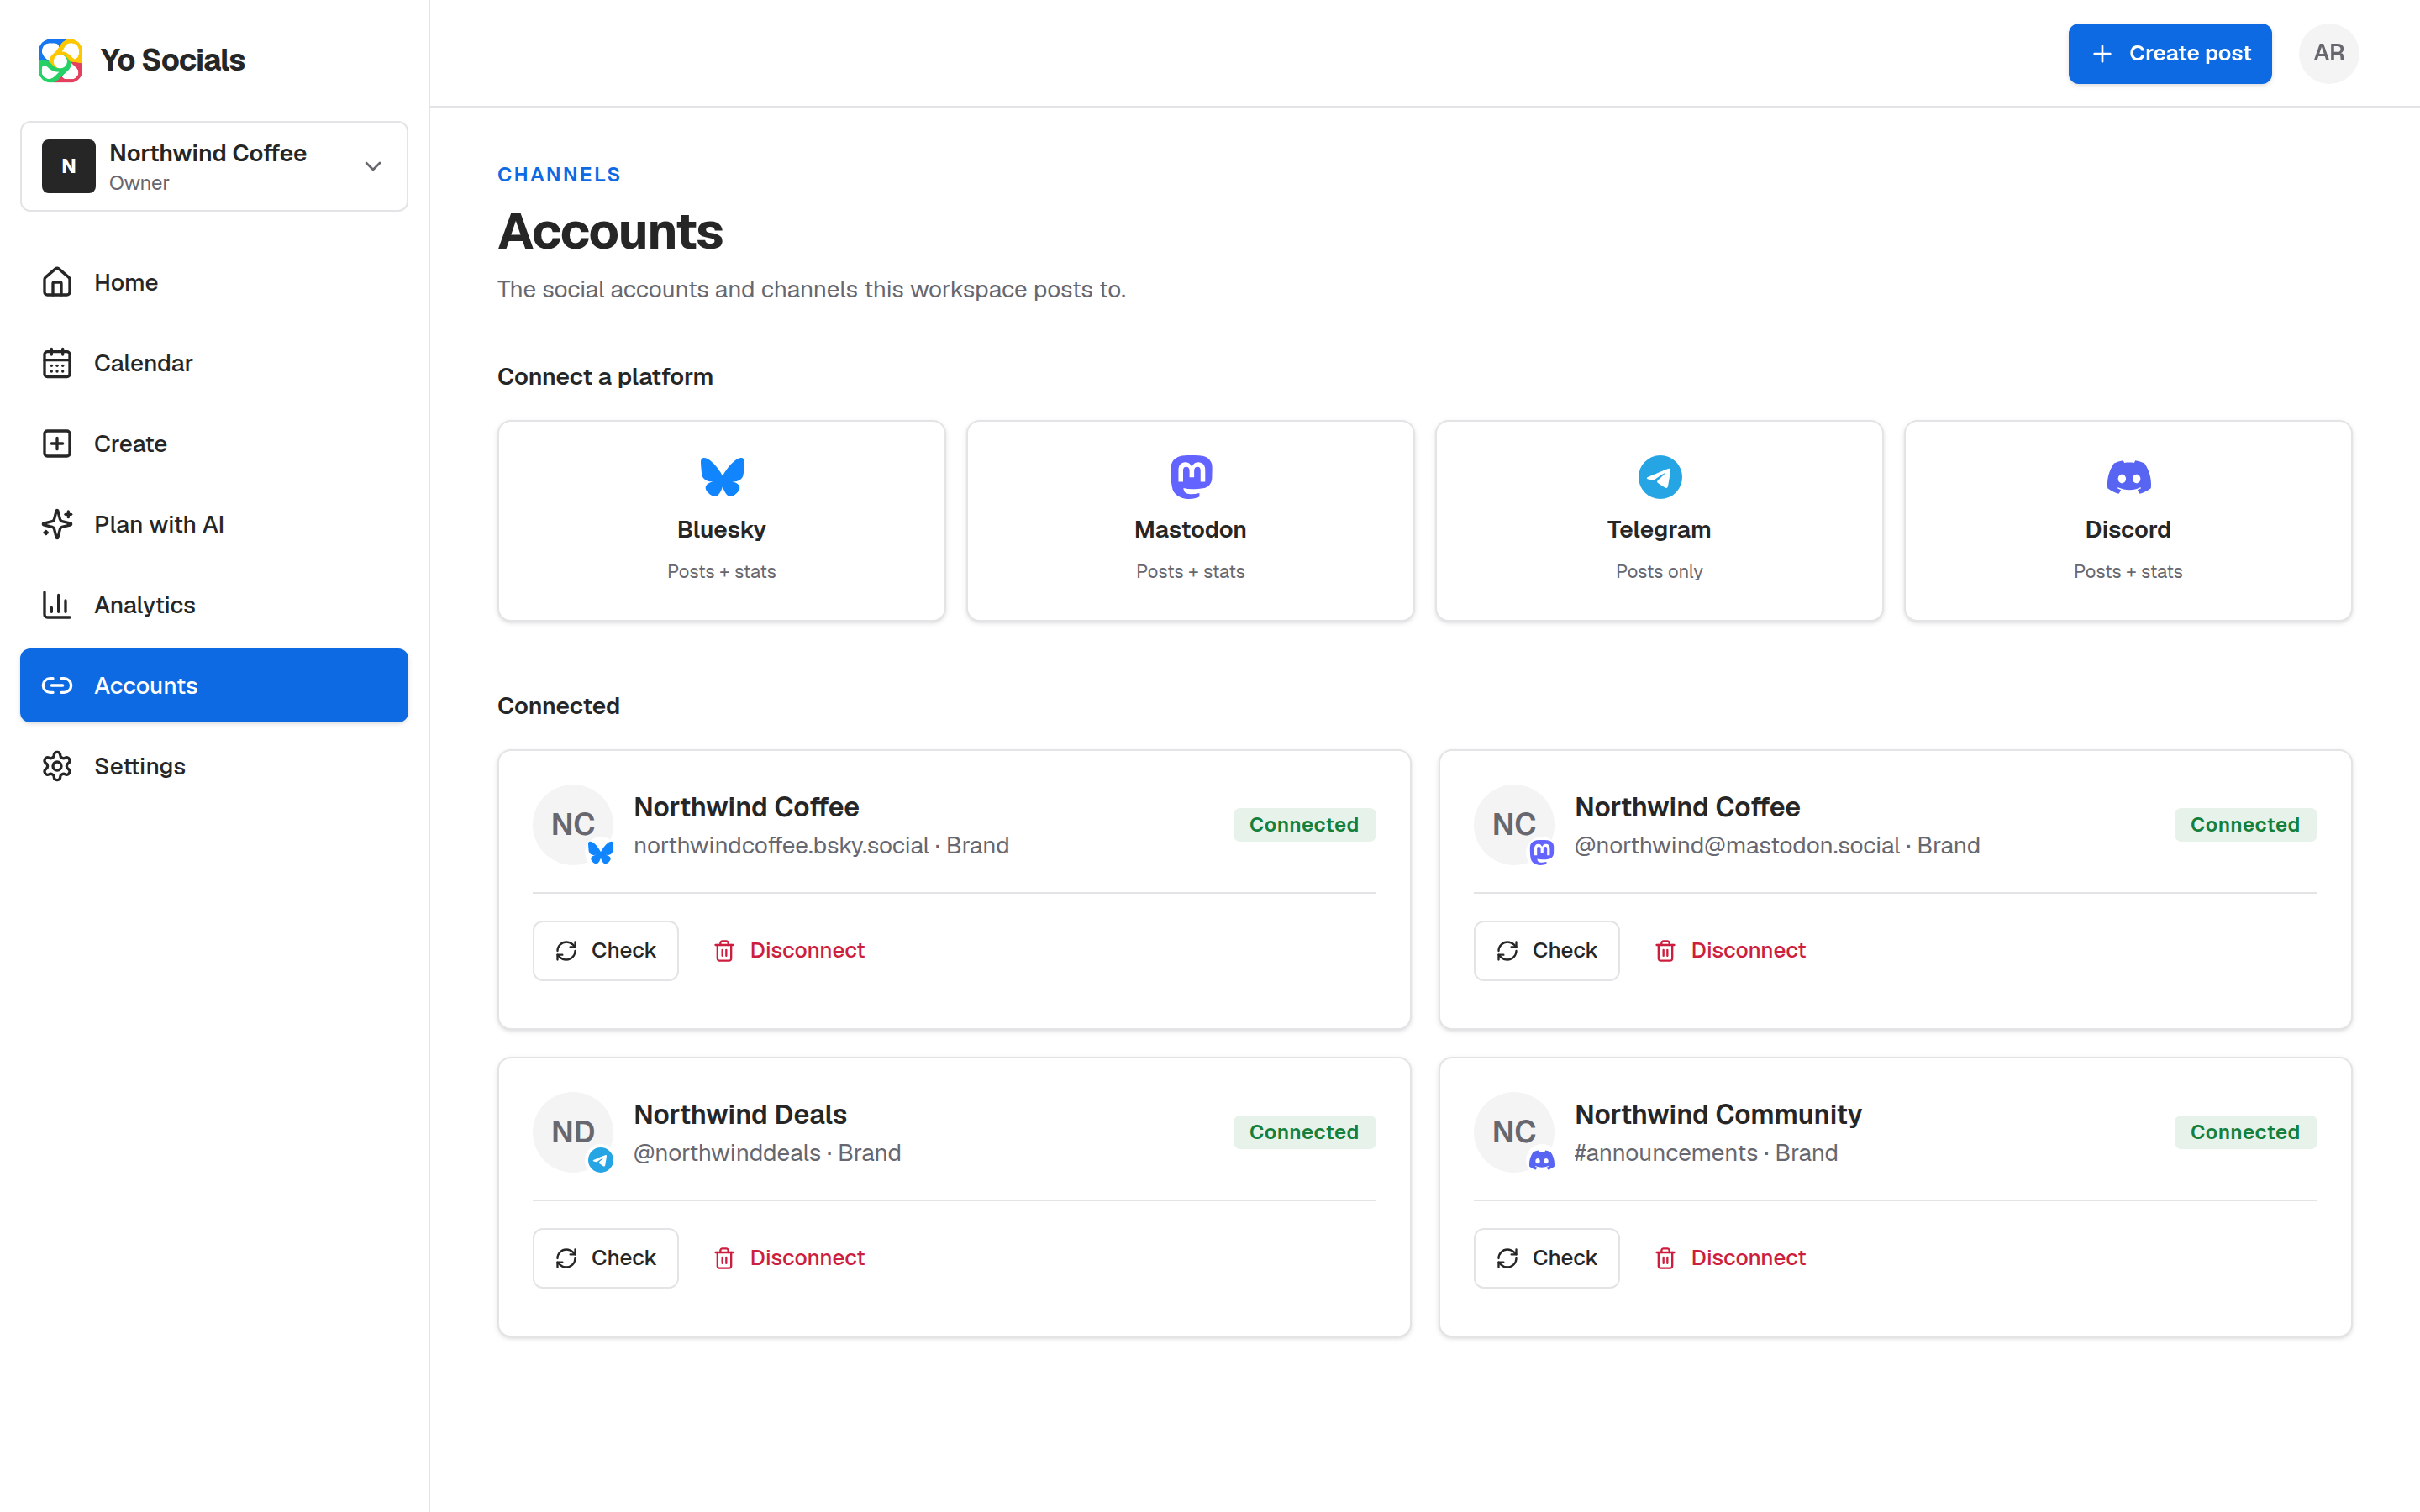 Yo Socials
N
Northwind Coffee
Owner
Home
Calendar
Create
Plan with AI
Analytics
Accounts
Settings
Create post
AR
CHANNELS
Accounts
The social accounts and channels this workspace posts to.
Connect a platform
Bluesky
Posts + stats
Mastodon
Posts + stats
Telegram
Posts only
Discord
Posts + stats
Connected
NC
Northwind Coffee
northwindcoffee.bsky.social · Brand
Connected
Check
Disconnect
NC
Northwind Coffee
@northwind@mastodon.social · Brand
Connected
Check
Disconnect
ND
Northwind Deals
@northwinddeals · Brand
Connected
Check
Disconnect
NC
Northwind Community
#announcements · Brand
Connected
Check
Disconnect